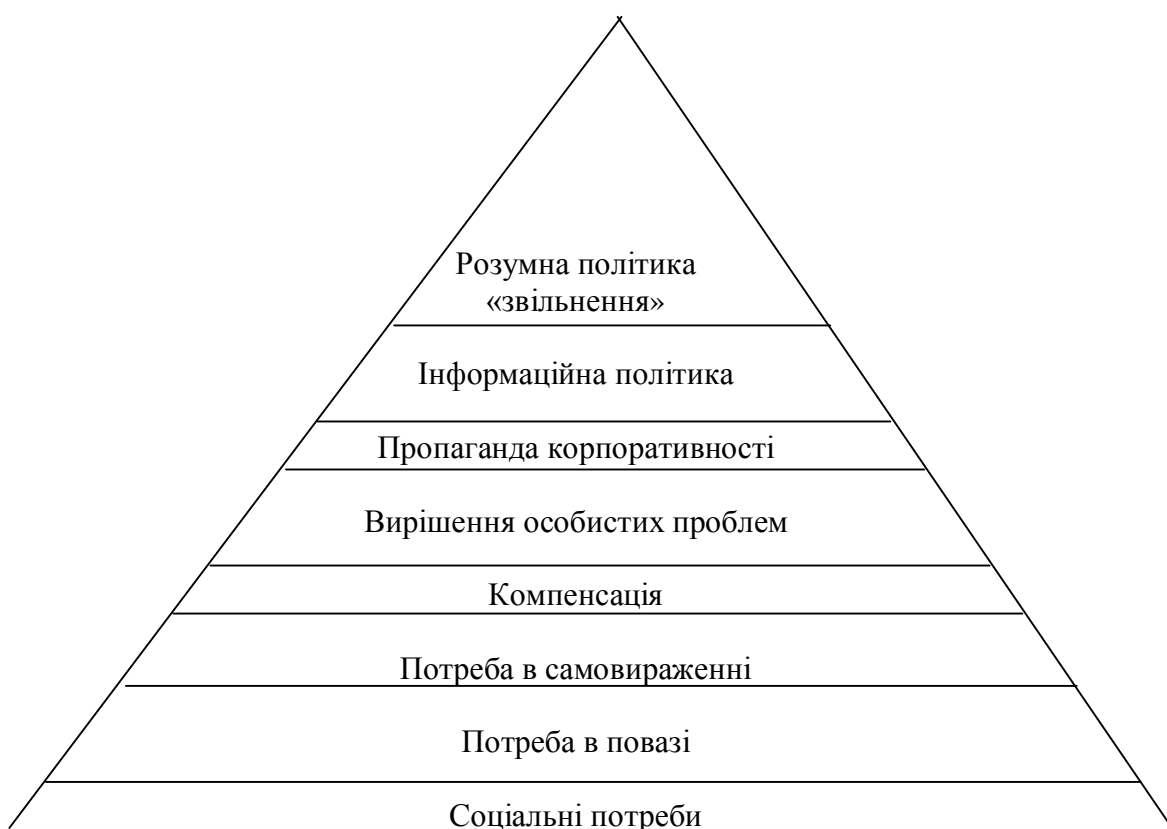 Розумна політика
«звільнення»
Інформаційна політика
Пропаганда корпоративності
Вирішення особистих проблем
Компенсація
Потреба в самовираженні
Потреба в повазі
Соціальні потреби